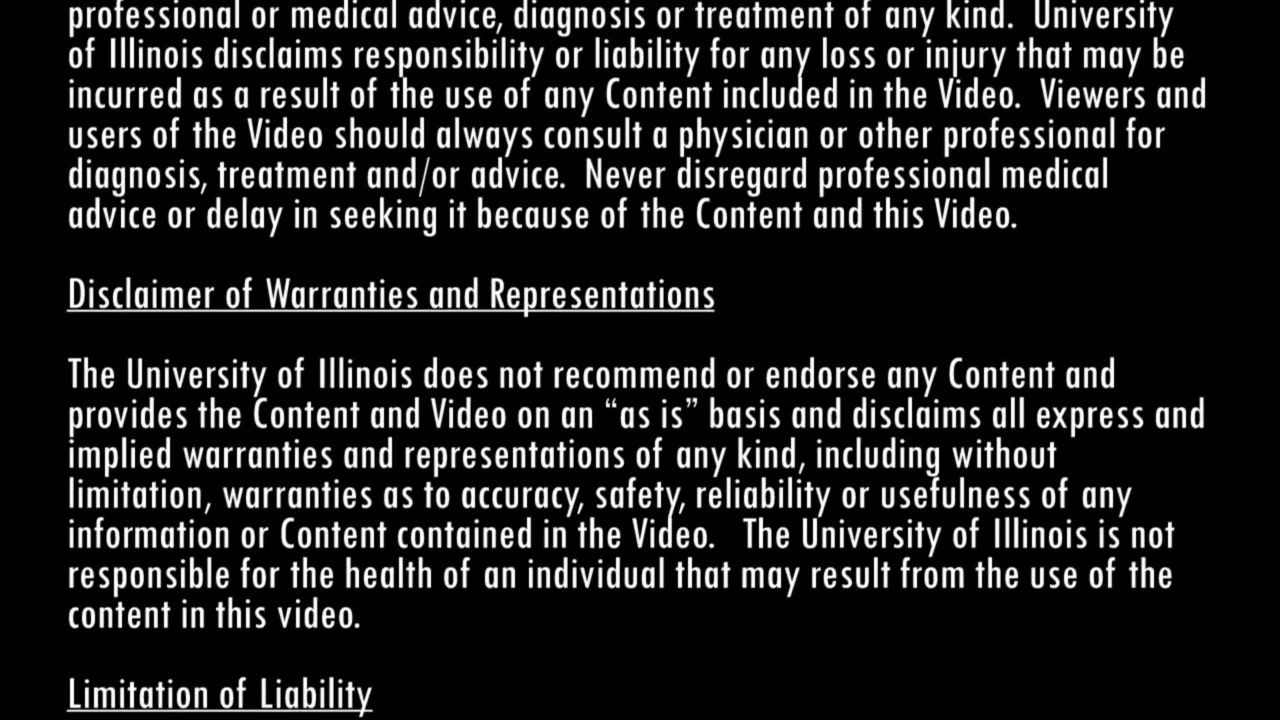 professional or medical advice, diagnosis or treatment of any kind.  University
of Illinois disclaims responsibility or liability for any loss or injury that may be
incurred as a result of the use of any Content included in the Video.  Viewers and
users of the Video should always consult a physician or other professional for
diagnosis, treatment and/or advice.  Never disregard professional medical
advice or delay in seeking it because of the Content and this Video.
Disclaimer of Warranties and Representations
The University of Illinois does not recommend or endorse any Content and
provides the Content and Video on an “as is” basis and disclaims all express and
implied warranties and representations of any kind, including without
limitation, warranties as to accuracy, safety, reliability or usefulness of any
information or Content contained in the Video.   The University of Illinois is not
responsible for the health of an individual that may result from the use of the
content in this video.
Limitation of Liability